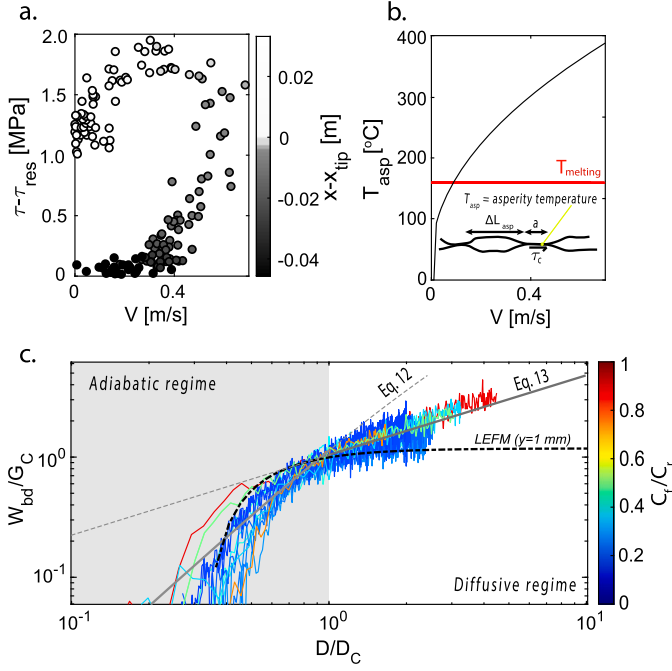 a.
τ-τres [MPa]
2.0
1.5
1.0
0.5
0
0
0.4
V [m/s]
0.02
0
-0.02
-0.04
x-xtip [m]
b.
Tasp [°C]
400
300
200
100
0
0
0.4
V [m/s]
Tmelting
Tasp = asperity temperature
ΔLasp
a
τc
c.
Wbd/GC
10⁰
10⁻¹
10⁻¹
10⁰
10¹
D/DC
Adiabatic regime
Eq. 12
Eq. 13
LEFM (y=1 mm)
Diffusive regime
1
0.8
0.6
0.4
0.2
0
Cf/Cr